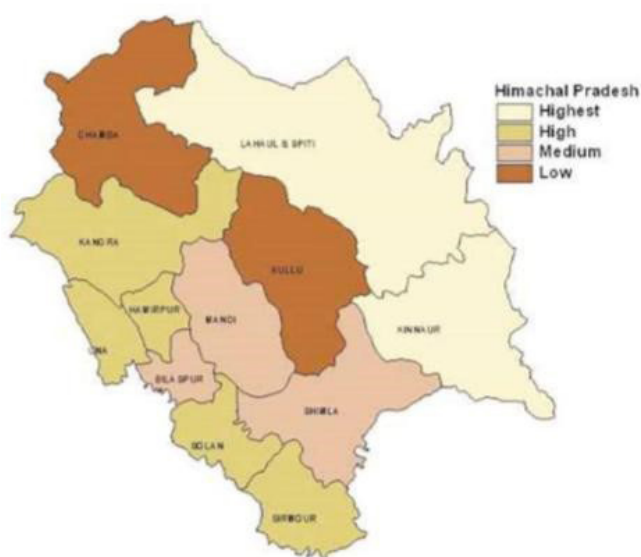 Himachal Pradesh
Highest
High
Medium
Low
CHAMBA
LAHAUL & SPITI
KANGRA
KULLU
HAMIRPUR
MANDI
KINNAUR
UNA
BILASPUR
SHIMLA
SOLAN
SIRMOUR